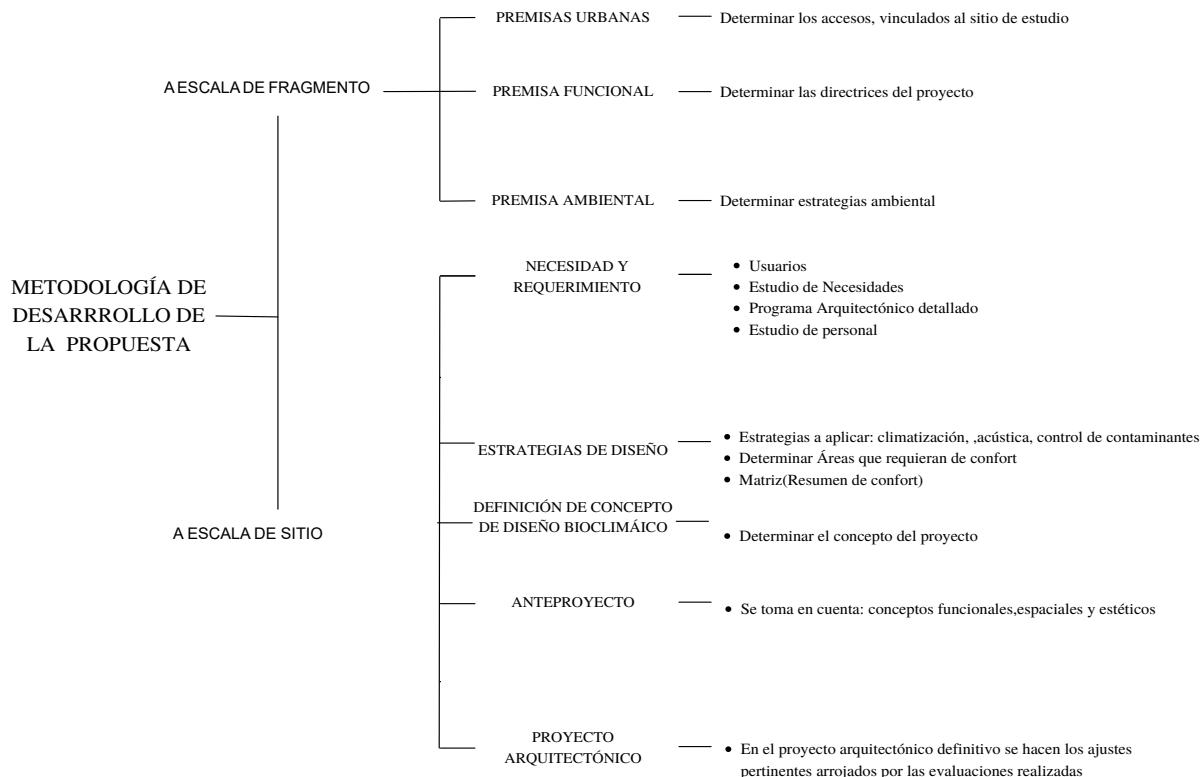 METODOLOGÍA DE
DESARRROLLO DE
LA PROPUESTA
A ESCALA DE FRAGMENTO
PREMISAS URBANAS
Determinar los accesos, vinculados al sitio de estudio
PREMISA FUNCIONAL
Determinar las directrices del proyecto
PREMISA AMBIENTAL
Determinar estrategias ambiental
A ESCALA DE SITIO
NECESIDAD Y
REQUERIMIENTO
• Usuarios
• Estudio de Necesidades
• Programa Arquitectónico detallado
• Estudio de personal
ESTRATEGIAS DE DISEÑO
• Estrategias a aplicar: climatización, ,acústica, control de contaminantes
• Determinar Áreas que requieran de confort
• Matriz(Resumen de confort)
DEFINICIÓN DE CONCEPTO
DE DISEÑO BIOCLIMÁICO
• Determinar el concepto del proyecto
ANTEPROYECTO
• Se toma en cuenta: conceptos funcionales,espaciales y estéticos
PROYECTO
ARQUITECTÓNICO
• En el proyecto arquitectónico definitivo se hacen los ajustes
pertinentes arrojados por las evaluaciones realizadas